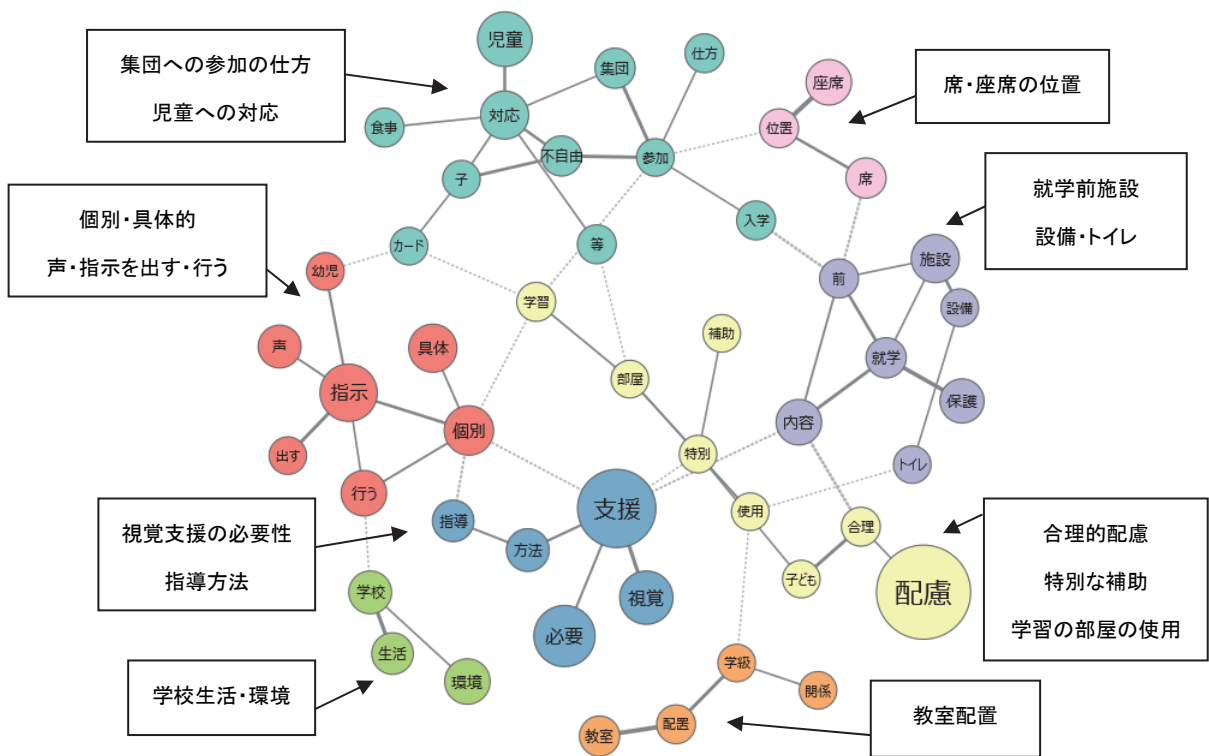 集団への参加の仕方
児童への対応
児童
集団
仕方
座席
席・座席の位置
食事
対応
位置
不自由
参加
子
席
個別・具体的
声・指示を出す・行う
カード
等
入学
就学前施設
設備・トイレ
幼児
学習
前
施設
設備
声
具体
補助
指示
部屋
就学
保護
個別
内容
出す
特別
トイレ
行う
支援
使用
合理
指導
方法
視覚支援の必要性
指導方法
子ども
配慮
合理的配慮
特別な補助
学習の部屋の使用
学校
視覚
必要
生活
環境
学校生活・環境
学級
関係
配置
教室
教室配置